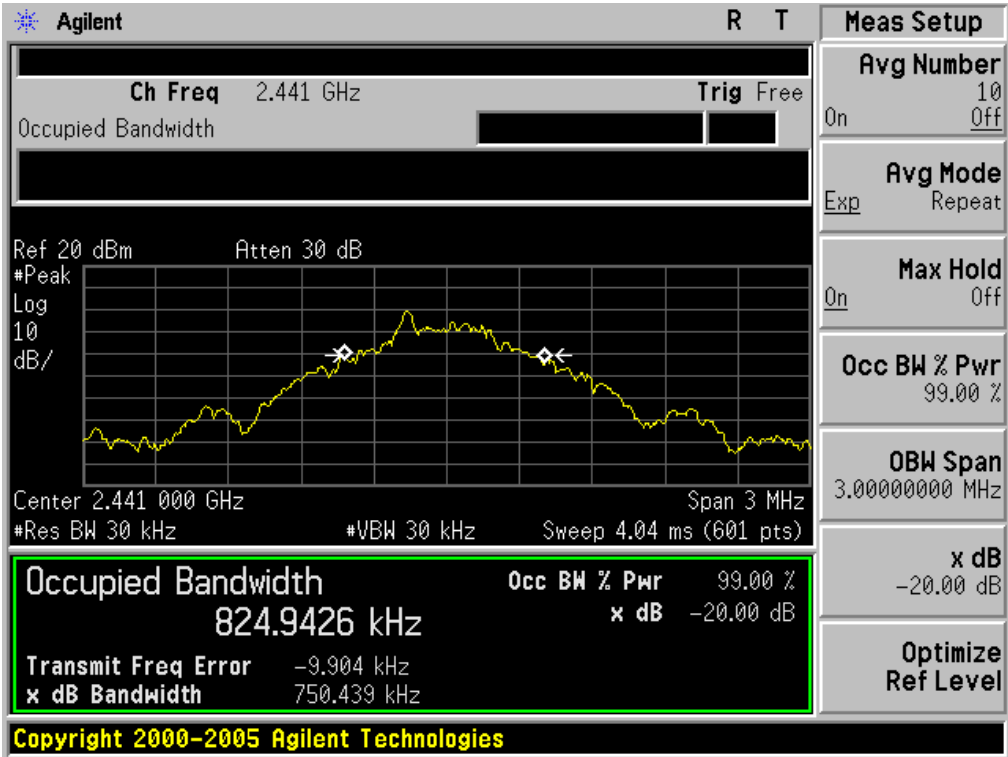 Agilent R T
Ch Freq 2.441 GHz Trig Free
Occupied Bandwidth
Ref 20 dBm Atten 30 dB
#Peak
Log
10
dB/
Center 2.441 000 GHz Span 3 MHz
#Res BW 30 kHz #VBW 30 kHz Sweep 4.04 ms (601 pts)
Occupied Bandwidth Occ BW % Pwr 99.00 %
824.9426 kHz x dB -20.00 dB
Transmit Freq Error -9.904 kHz
x dB Bandwidth 750.439 kHz
Copyright 2000-2005 Agilent Technologies
Meas Setup
Avg Number
10
On Off
Avg Mode
Exp Repeat
Max Hold
On Off
Occ BW % Pwr
99.00 %
OBW Span
3.00000000 MHz
x dB
-20.00 dB
Optimize
Ref Level